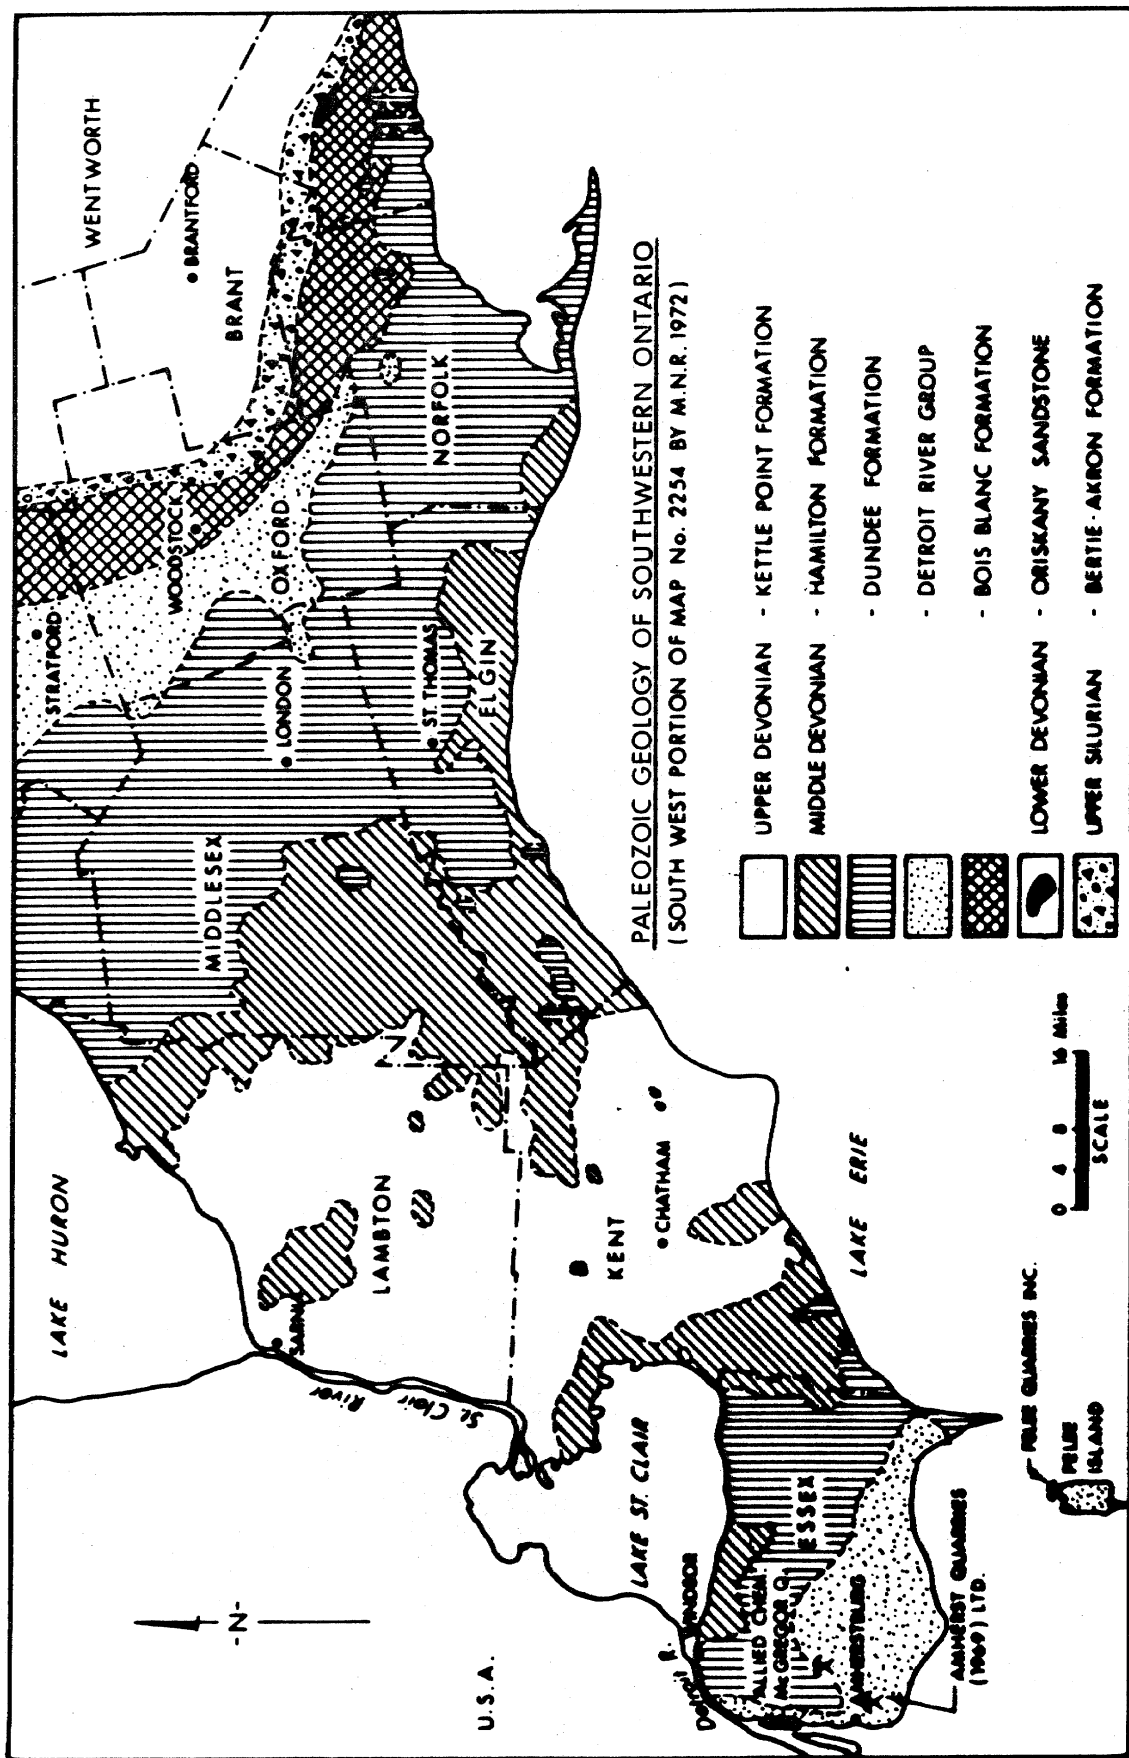 PALEOZOIC GEOLOGY OF SOUTHWESTERN ONTARIO
(SOUTH WEST PORTION OF MAP No. 2254 BY M.N.R. 1972)
UPPER DEVONIAN - KETTLE POINT FORMATION
MIDDLE DEVONIAN - HAMILTON FORMATION
- DUNDEE FORMATION
- DETROIT RIVER GROUP
- BOIS BLANC FORMATION
LOWER DEVONIAN - ORISKANY SANDSTONE
UPPER SILURIAN - BERTIE-AKRON FORMATION
0 4 8 16 Miles
SCALE
-N-
U.S.A.
LAKE HURON
SARNIA
St. Clair
River
LAMBTON
MIDDLESEX
LONDON
STRATFORD
WOODSTOCK
OXFORD
BRANT
BRANTFORD
WENTWORTH
NORFOLK
ST. THOMAS
ELGIN
KENT
CHATHAM
LAKE ERIE
LAKE ST. CLAIR
Detroit R.
WINDSOR
ESSEX
ALLIED CHEM
McGREGOR Q.
AMHERSTBURG
AMHERST QUARRIES
(1969) LTD.
PELEE QUARRIES INC.
PELEE
ISLAND